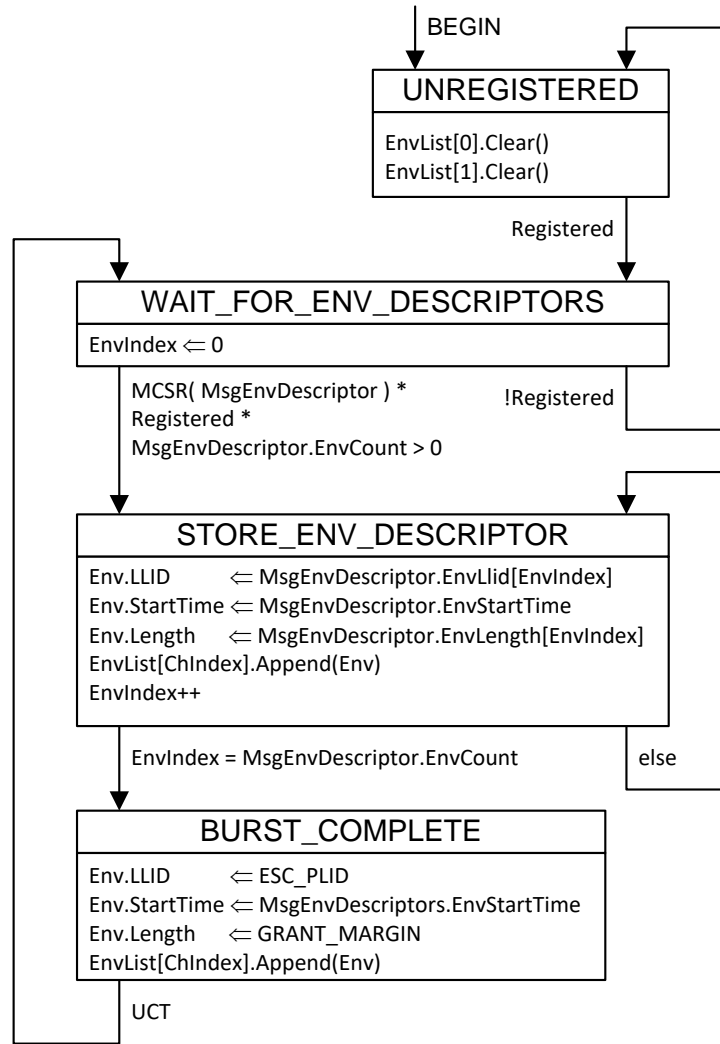 BEGIN
UNREGISTERED
EnvList[0].Clear()
EnvList[1].Clear()
Registered
WAIT_FOR_ENV_DESCRIPTORS
EnvIndex ⇐ 0
MCSR( MsgEnvDescriptor ) *
Registered *
MsgEnvDescriptor.EnvCount > 0
!Registered
STORE_ENV_DESCRIPTOR
Env.LLID ⇐ MsgEnvDescriptor.EnvLlid[EnvIndex]
Env.StartTime ⇐ MsgEnvDescriptor.EnvStartTime
Env.Length ⇐ MsgEnvDescriptor.EnvLength[EnvIndex]
EnvList[ChIndex].Append(Env)
EnvIndex++
EnvIndex = MsgEnvDescriptor.EnvCount
else
BURST_COMPLETE
Env.LLID ⇐ ESC_PLID
Env.StartTime ⇐ MsgEnvDescriptors.EnvStartTime
Env.Length ⇐ GRANT_MARGIN
EnvList[ChIndex].Append(Env)
UCT